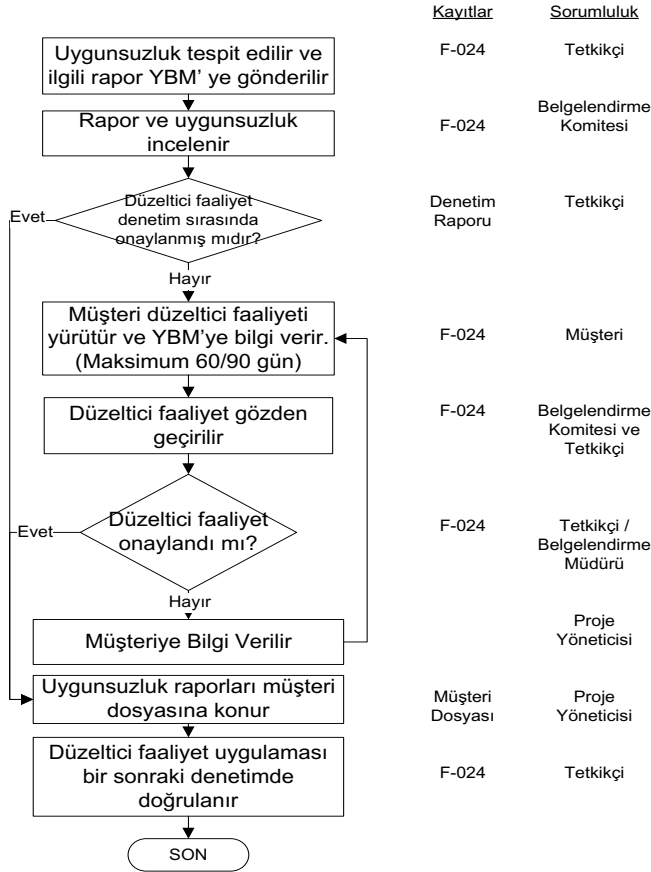 Kayıtlar Sorumluluk
Uygunsuzluk tespit edilir ve
ilgili rapor YBM' ye gönderilir
F-024
Tetkikçi
Rapor ve uygunsuzluk
incelenir
F-024
Belgelendirme
Komitesi
Düzeltici faaliyet
denetim sırasında
onaylanmış mıdır?
Evet
Hayır
Denetim
Raporu
Tetkikçi
Müşteri düzeltici faaliyeti
yürütür ve YBM'ye bilgi verir.
(Maksimum 60/90 gün)
F-024
Müşteri
Düzeltici faaliyet gözden
geçirilir
F-024
Belgelendirme
Komitesi ve
Tetkikçi
Düzeltici faaliyet
onaylandı mı?
Evet
Hayır
F-024
Tetkikçi /
Belgelendirme
Müdürü
Müşteriye Bilgi Verilir
Proje
Yöneticisi
Uygunsuzluk raporları müşteri
dosyasına konur
Müşteri
Dosyası
Proje
Yöneticisi
Düzeltici faaliyet uygulaması
bir sonraki denetimde
doğrulanır
F-024
Tetkikçi
SON